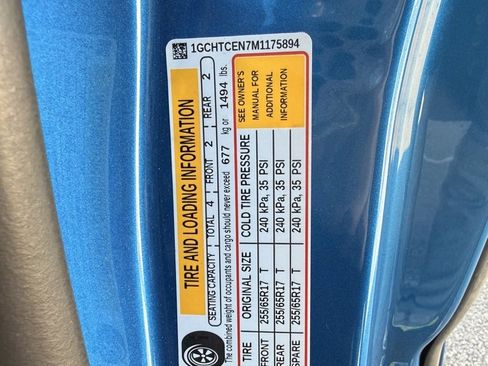 1GCHTCEN7M1175894
TIRE AND LOADING INFORMATION
SEATING CAPACITY TOTAL 4 FRONT 2 REAR 2
The combined weight of occupants and cargo should never exceed 677 kg or 1494 lbs.
TIRE ORIGINAL SIZE COLD TIRE PRESSURE
FRONT 255/65R17 T 240 kPa, 35 PSI
REAR 255/65R17 T 240 kPa, 35 PSI
SPARE 255/65R17 T 240 kPa, 35 PSI
SEE OWNER'S
MANUAL FOR
ADDITIONAL
INFORMATION